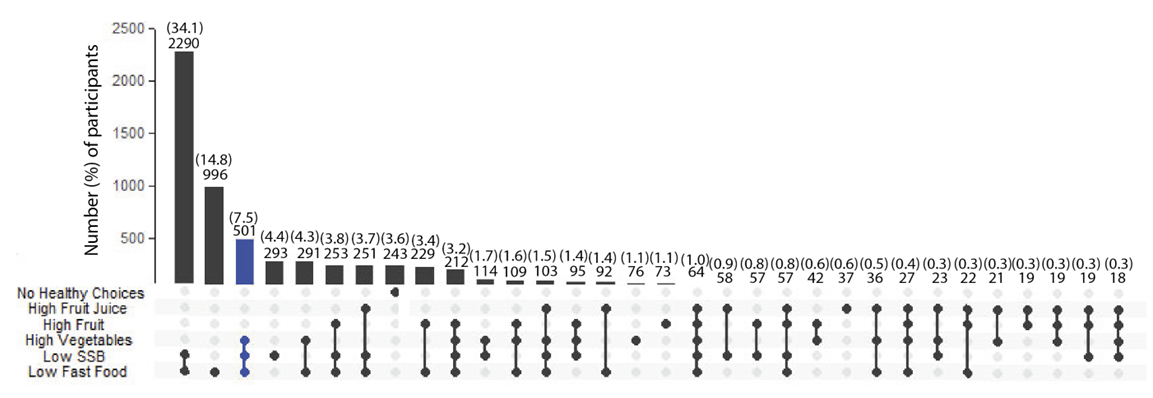 Number (%) of participants
2500
2000
1500
1000
500
(34.1) (14.8) (7.5) (4.4) (4.3) (3.8) (3.7) (3.6) (3.4) (3.2) (1.7) (1.6) (1.5) (1.4) (1.4) (1.1) (1.1) (1.0) (0.9) (0.8) (0.8) (0.6) (0.6) (0.5) (0.4) (0.3) (0.3) (0.3) (0.3) (0.3) (0.3) (0.3)
2290 996 501 293 291 253 251 243 229 212 114 109 103 95 92 76 73 64 58 57 57 42 37 36 27 23 22 21 19 19 19 18
No Healthy Choices
High Fruit Juice
High Fruit
High Vegetables
Low SSB
Low Fast Food